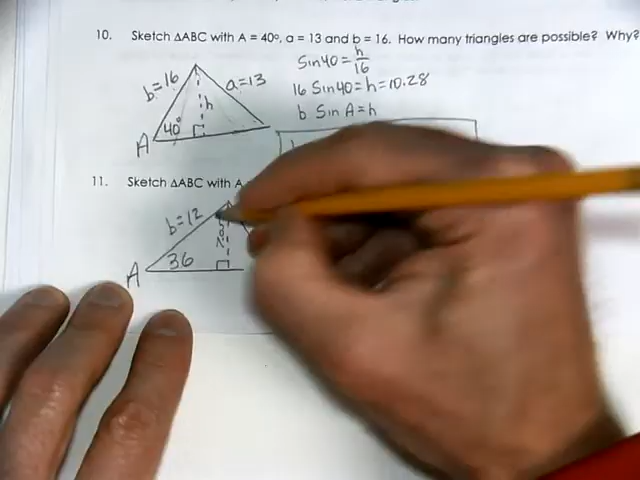 10. Sketch ΔABC with A = 40°, a = 13 and b = 16. How many triangles are possible? Why?
Sin40 = h/16
b=16
a=13
h
16 Sin40 = h = 10.28
40°
A
b Sin A = h
11. Sketch ΔABC with A
b=12
36
A